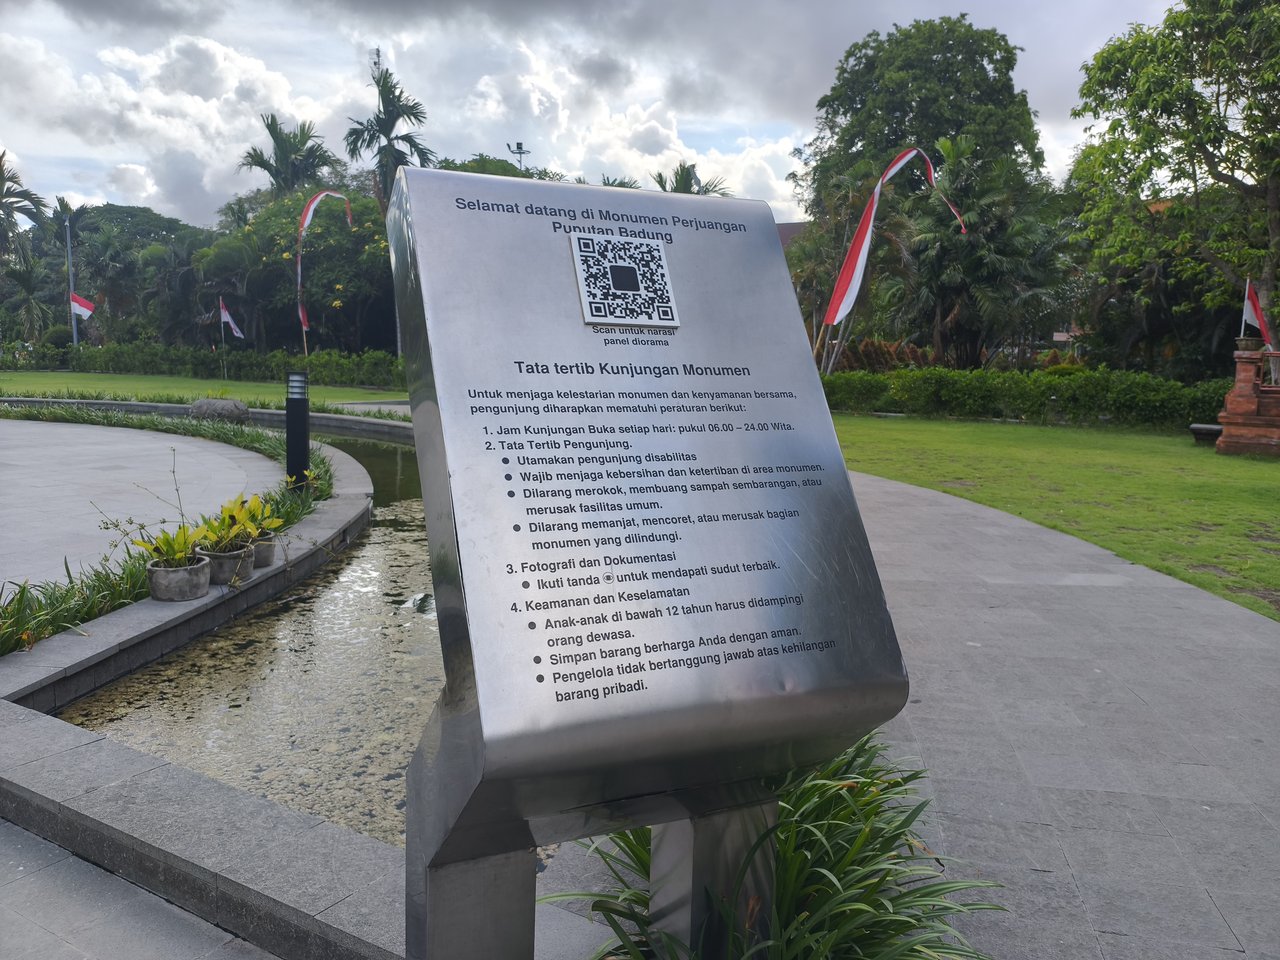 Selamat datang di Monumen Perjuangan
Puputan Badung
Scan untuk narasi
panel diorama
Tata tertib Kunjungan Monumen
Untuk menjaga kelestarian monumen dan kenyamanan bersama,
pengunjung diharapkan mematuhi peraturan berikut:
1. Jam Kunjungan Buka setiap hari: pukul 06.00 – 24.00 Wita.
2. Tata Tertib Pengunjung.
● Utamakan pengunjung disabilitas
● Wajib menjaga kebersihan dan ketertiban di area monumen.
● Dilarang merokok, membuang sampah sembarangan, atau
merusak fasilitas umum.
● Dilarang memanjat, mencoret, atau merusak bagian
monumen yang dilindungi.
3. Fotografi dan Dokumentasi
● Ikuti tanda untuk mendapati sudut terbaik.
4. Keamanan dan Keselamatan
● Anak-anak di bawah 12 tahun harus didampingi
orang dewasa.
● Simpan barang berharga Anda dengan aman.
● Pengelola tidak bertanggung jawab atas kehilangan
barang pribadi.